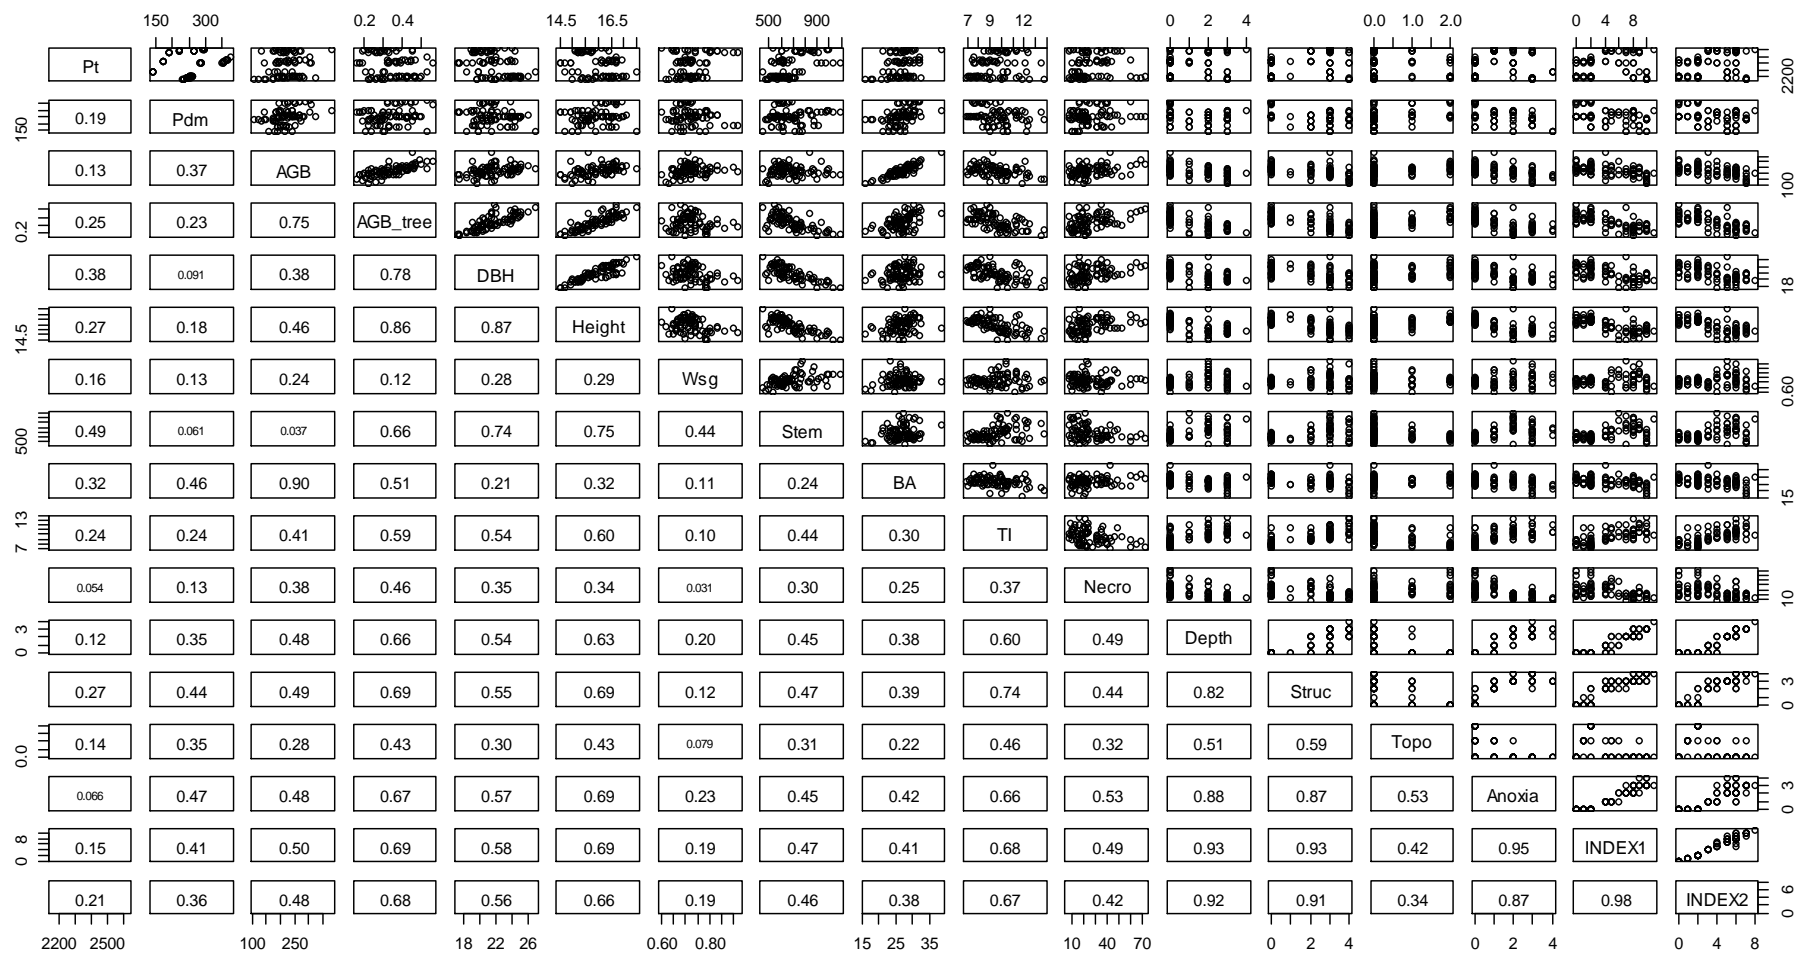 150 300 0.2 0.4 14.5 16.5 500 900 7 9 12 0 2 4 0.0 1.0 2.0 0 4 8
Pt 2200
150 0.19 Pdm
0.13 0.37 AGB 100
0.2 0.25 0.23 0.75 AGB_tree
0.38 0.091 0.38 0.78 DBH 18
14.5 0.27 0.18 0.46 0.86 0.87 Height
0.16 0.13 0.24 0.12 0.28 0.29 Wsg 0.60
500 0.49 0.061 0.037 0.66 0.74 0.75 0.44 Stem
0.32 0.46 0.90 0.51 0.21 0.32 0.11 0.24 BA 15
7 13 0.24 0.24 0.41 0.59 0.54 0.60 0.10 0.44 0.30 TI
0.054 0.13 0.38 0.46 0.35 0.34 0.031 0.30 0.25 0.37 Necro 10
0 3 0.12 0.35 0.48 0.66 0.54 0.63 0.20 0.45 0.38 0.60 0.49 Depth
0.27 0.44 0.49 0.69 0.55 0.69 0.12 0.47 0.39 0.74 0.44 0.82 Struc 0 3
0.0 0.14 0.35 0.28 0.43 0.30 0.43 0.079 0.31 0.22 0.46 0.32 0.51 0.59 Topo
0.066 0.47 0.48 0.67 0.57 0.69 0.23 0.45 0.42 0.66 0.53 0.88 0.87 0.53 Anoxia 0 3
0 8 0.15 0.41 0.50 0.69 0.58 0.69 0.19 0.47 0.41 0.68 0.49 0.93 0.93 0.42 0.95 INDEX1
0.21 0.36 0.48 0.68 0.56 0.66 0.19 0.46 0.38 0.67 0.42 0.92 0.91 0.34 0.87 0.98 INDEX2 0 6
2200 2500 100 250 18 22 26 0.60 0.80 15 25 35 10 40 70 0 2 4 0 2 4 0 4 8